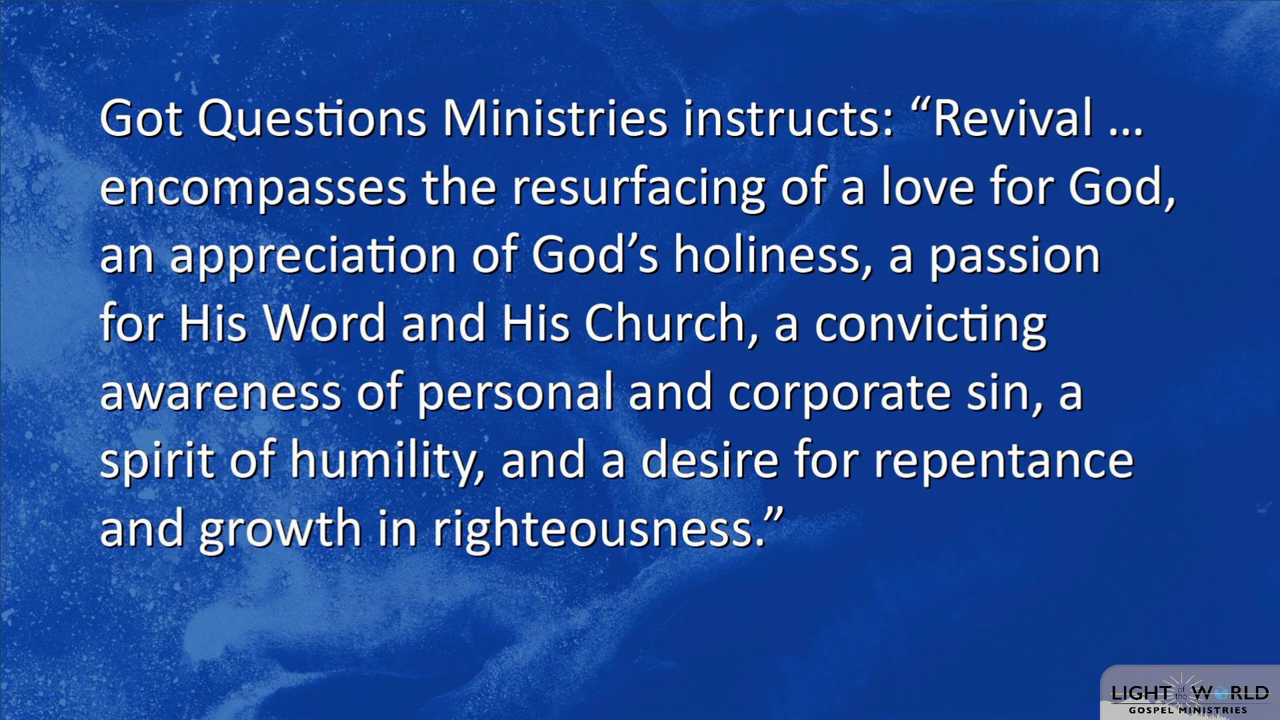 Got Questions Ministries instructs: “Revival …
encompasses the resurfacing of a love for God,
an appreciation of God’s holiness, a passion
for His Word and His Church, a convicting
awareness of personal and corporate sin, a
spirit of humility, and a desire for repentance
and growth in righteousness.”
LIGHT of the WORLD
GOSPEL MINISTRIES